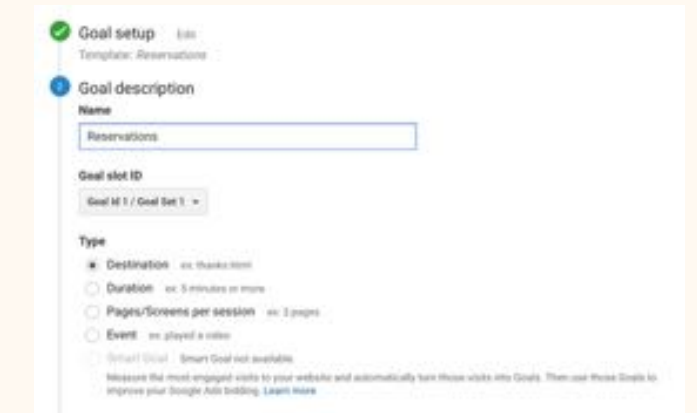 Goal setup Edit
Template: Reservations
2 Goal description
Name
Reservations
Goal slot ID
Goal Id 1 / Goal Set 1
Type
Destination ex: thanks.html
Duration ex: 5 minutes or more
Pages/Screens per session ex: 3 pages
Event ex: played a video
Smart Goal Smart Goal not available.
Measure the most engaged visits to your website and automatically turn those visits into Goals. Then use those Goals to
improve your Google Ads bidding. Learn more